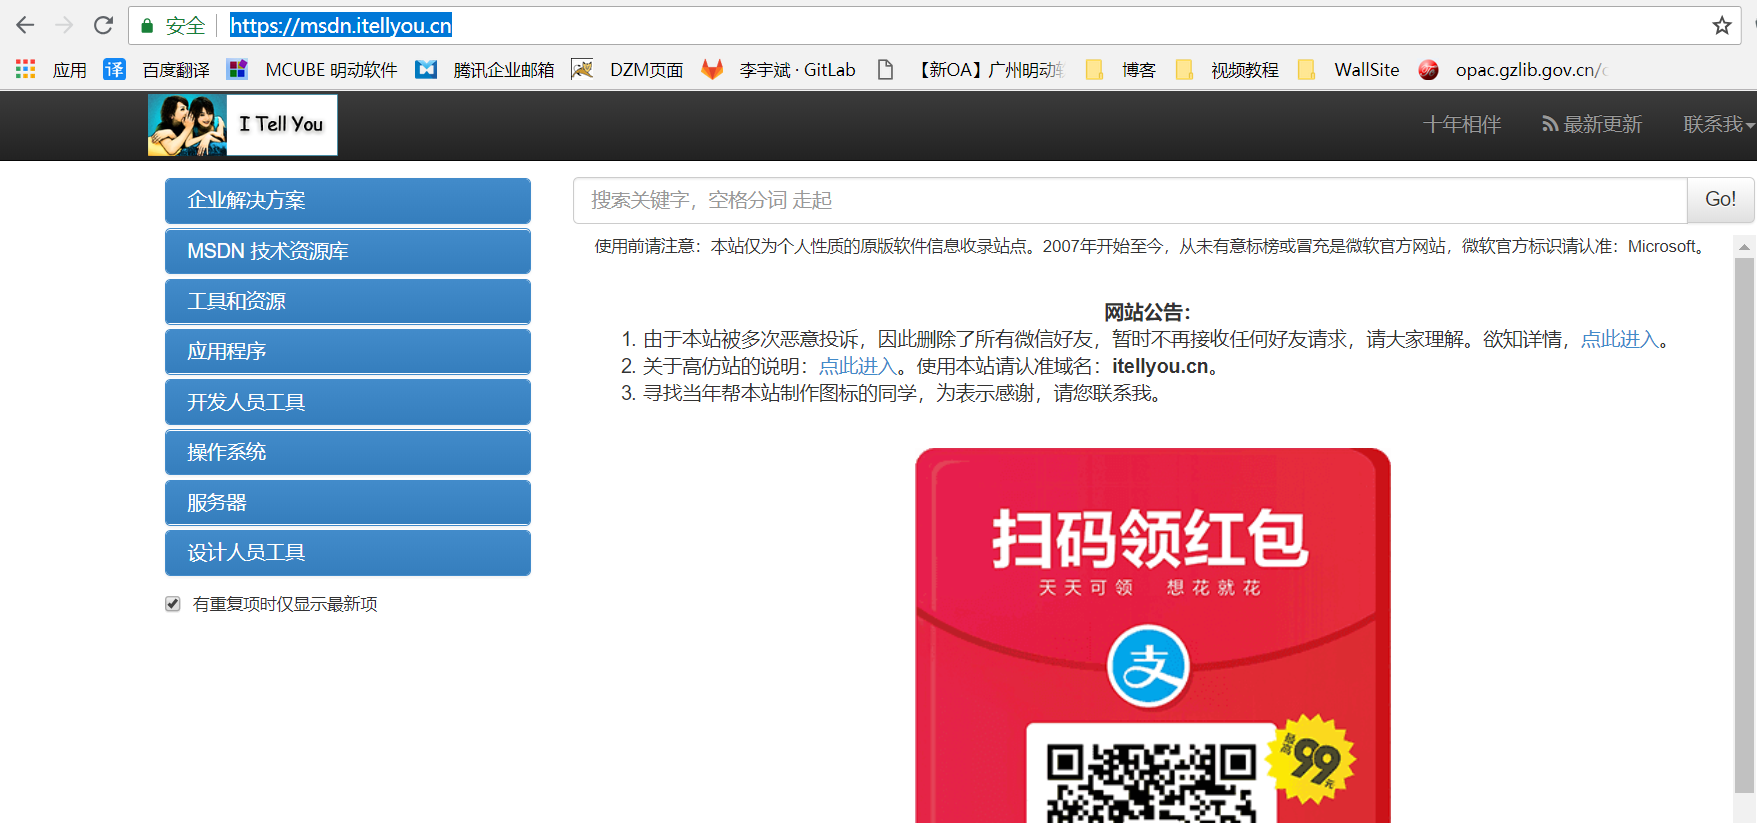 安全 https://msdn.itellyou.cn
应用 译 百度翻译 MCUBE 明动软件 腾讯企业邮箱 DZM页面 李宇斌 · GitLab 【新OA】广州明动软 博客 视频教程 WallSite opac.gzlib.gov.cn/
I Tell You 十年相伴 最新更新 联系我
企业解决方案
MSDN 技术资源库
工具和资源
应用程序
开发人员工具
操作系统
服务器
设计人员工具
有重复项时仅显示最新项
搜索关键字，空格分词 走起 Go!
使用前请注意：本站仅为个人性质的原版软件信息收录站点。2007年开始至今，从未有意标榜或冒充是微软官方网站，微软官方标识请认准：Microsoft。
网站公告：
1. 由于本站被多次恶意投诉，因此删除了所有微信好友，暂时不再接收任何好友请求，请大家理解。欲知详情，点此进入。
2. 关于高仿站的说明：点此进入。使用本站请认准域名：itellyou.cn。
3. 寻找当年帮本站制作图标的同学，为表示感谢，请您联系我。
扫码领红包
天天可领 想花就花
支
最高99元